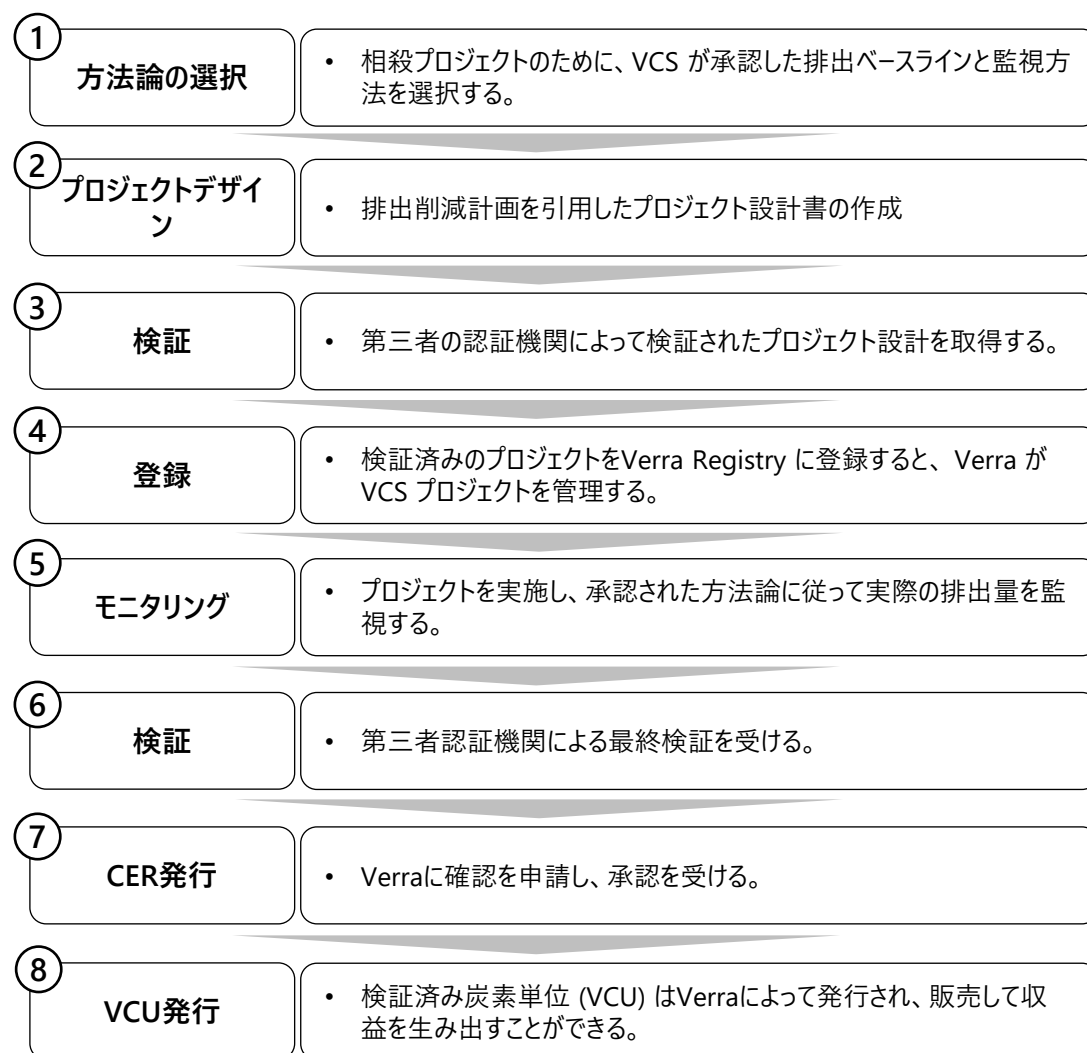 1
方法論の選択
• 相殺プロジェクトのために、VCS が承認した排出ベースラインと監視方
法を選択する。
2
プロジェクトデザイ
ン
• 排出削減計画を引用したプロジェクト設計書の作成
3
検証
• 第三者の認証機関によって検証されたプロジェクト設計を取得する。
4
登録
• 検証済みのプロジェクトをVerra Registry に登録すると、Verra が
VCS プロジェクトを管理する。
5
モニタリング
• プロジェクトを実施し、承認された方法論に従って実際の排出量を監
視する。
6
検証
• 第三者認証機関による最終検証を受ける。
7
CER発行
• Verraに確認を申請し、承認を受ける。
8
VCU発行
• 検証済み炭素単位 (VCU) はVerraによって発行され、販売して収
益を生み出すことができる。